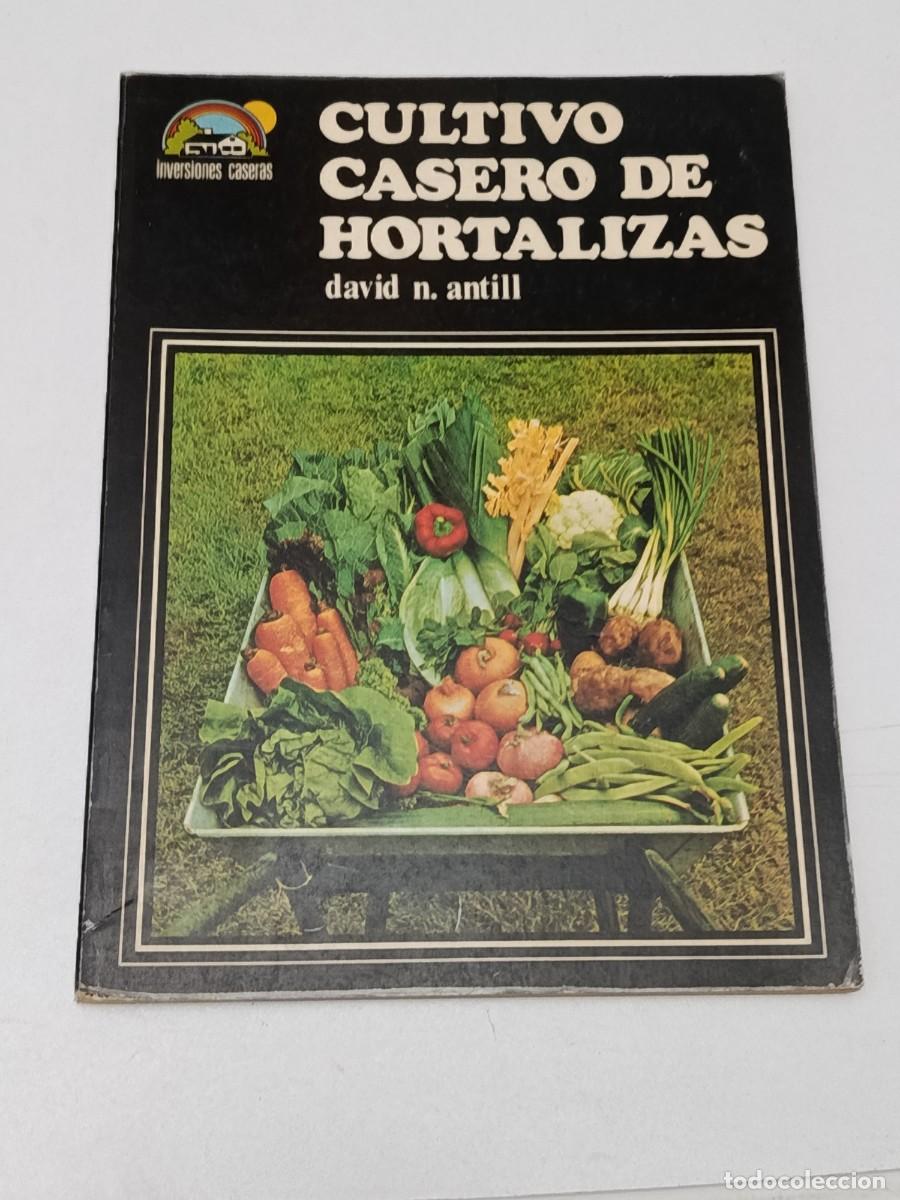 CULTIVO
CASERO DE
HORTALIZAS
david n. antill
inversiones caseras
todocoleccion